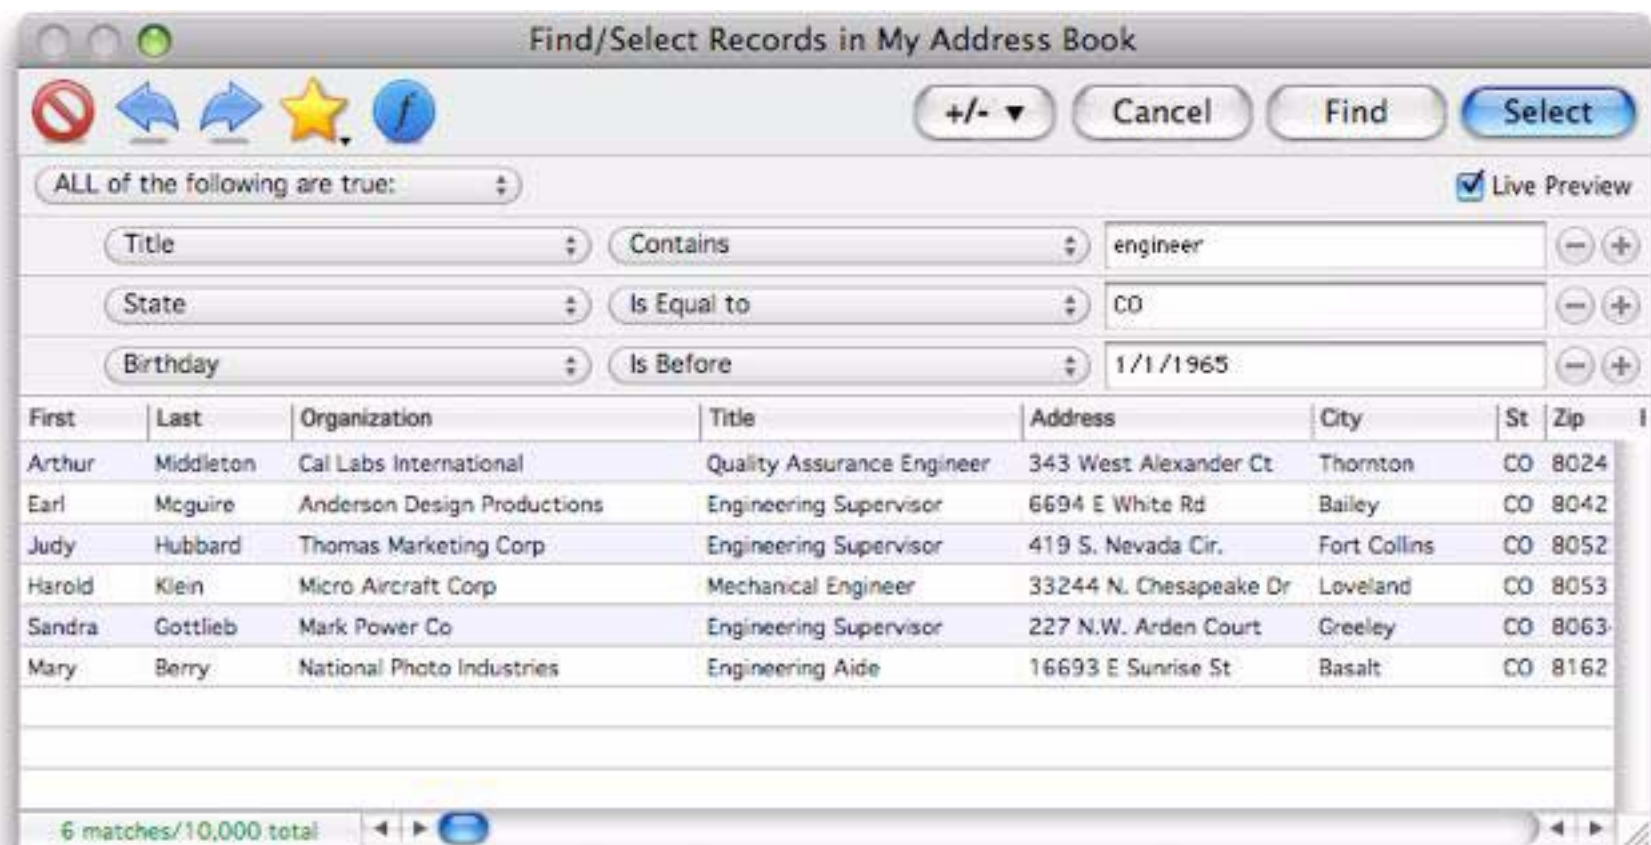 Find/Select Records in My Address Book
+/- ▼ Cancel Find Select
ALL of the following are true: Live Preview
Title Contains engineer
State Is Equal to CO
Birthday Is Before 1/1/1965
First Last Organization Title Address City St Zip
Arthur Middleton Cal Labs International Quality Assurance Engineer 343 West Alexander Ct Thornton CO 8024
Earl Mcguire Anderson Design Productions Engineering Supervisor 6694 E White Rd Bailey CO 8042
Judy Hubbard Thomas Marketing Corp Engineering Supervisor 419 S. Nevada Cir. Fort Collins CO 8052
Harold Klein Micro Aircraft Corp Mechanical Engineer 33244 N. Chesapeake Dr Loveland CO 8053
Sandra Gottlieb Mark Power Co Engineering Supervisor 227 N.W. Arden Court Greeley CO 8063
Mary Berry National Photo Industries Engineering Aide 16693 E Sunrise St Basalt CO 8162
6 matches/10,000 total